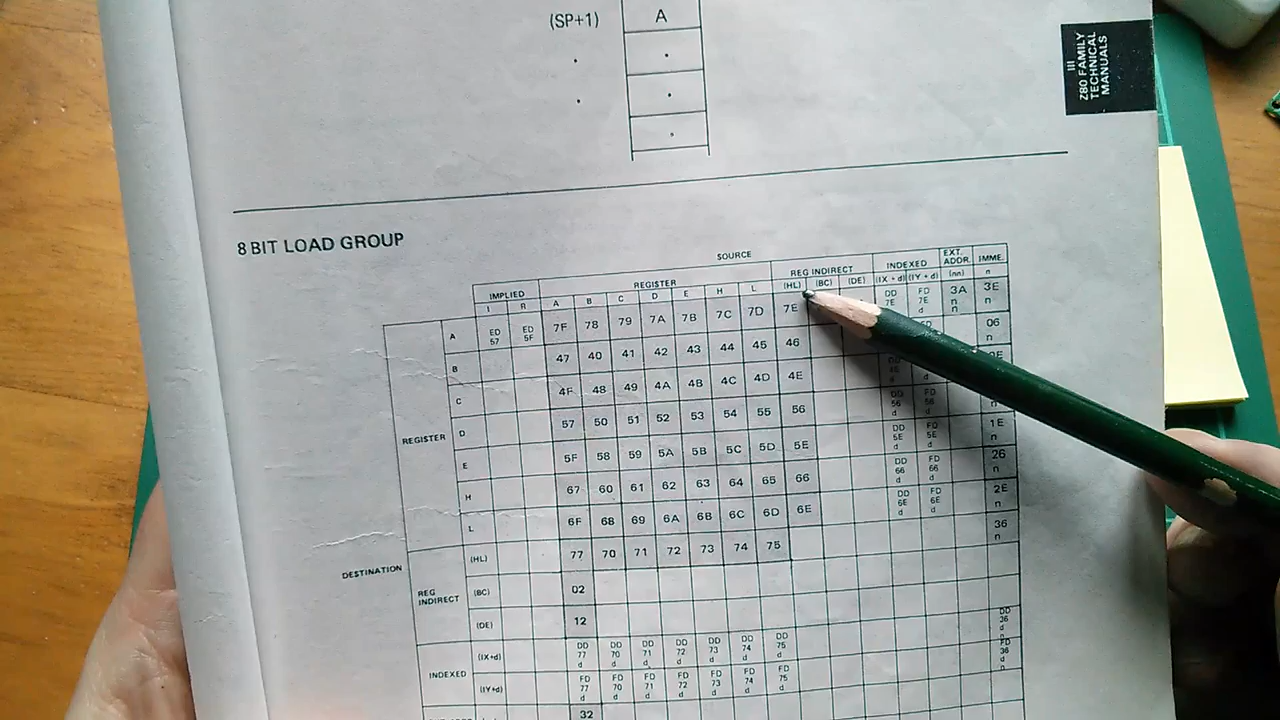 (SP+1) A
III
Z80 FAMILY
TECHNICAL
MANUALS
8 BIT LOAD GROUP
SOURCE
IMPLIED REGISTER REG INDIRECT INDEXED EXT. ADDR. IMME.
I R A B C D E H L (HL) (BC) (DE) (IX + d) (IY + d) (nn) n
DESTINATION
REGISTER
A ED 57 ED 5F 7F 78 79 7A 7B 7C 7D 7E DD 7E d FD 7E d 3A n n 3E n
B 47 40 41 42 43 44 45 46 06 n
C 4F 48 49 4A 4B 4C 4D 4E
D 57 50 51 52 53 54 55 56 DD 56 d FD 56 d
E 5F 58 59 5A 5B 5C 5D 5E DD 5E d FD 5E d 1E n
H 67 60 61 62 63 64 65 66 DD 66 d FD 66 d 26 n
L 6F 68 69 6A 6B 6C 6D 6E DD 6E d FD 6E d 2E n
REG INDIRECT
(HL) 77 70 71 72 73 74 75 36 n
(BC) 02
(DE) 12
INDEXED
(IX+d) DD 77 d DD 70 d DD 71 d DD 72 d DD 73 d DD 74 d DD 75 d DD 36 d n
(IY+d) FD 77 d FD 70 d FD 71 d FD 72 d FD 73 d FD 74 d FD 75 d FD 36 d n
32